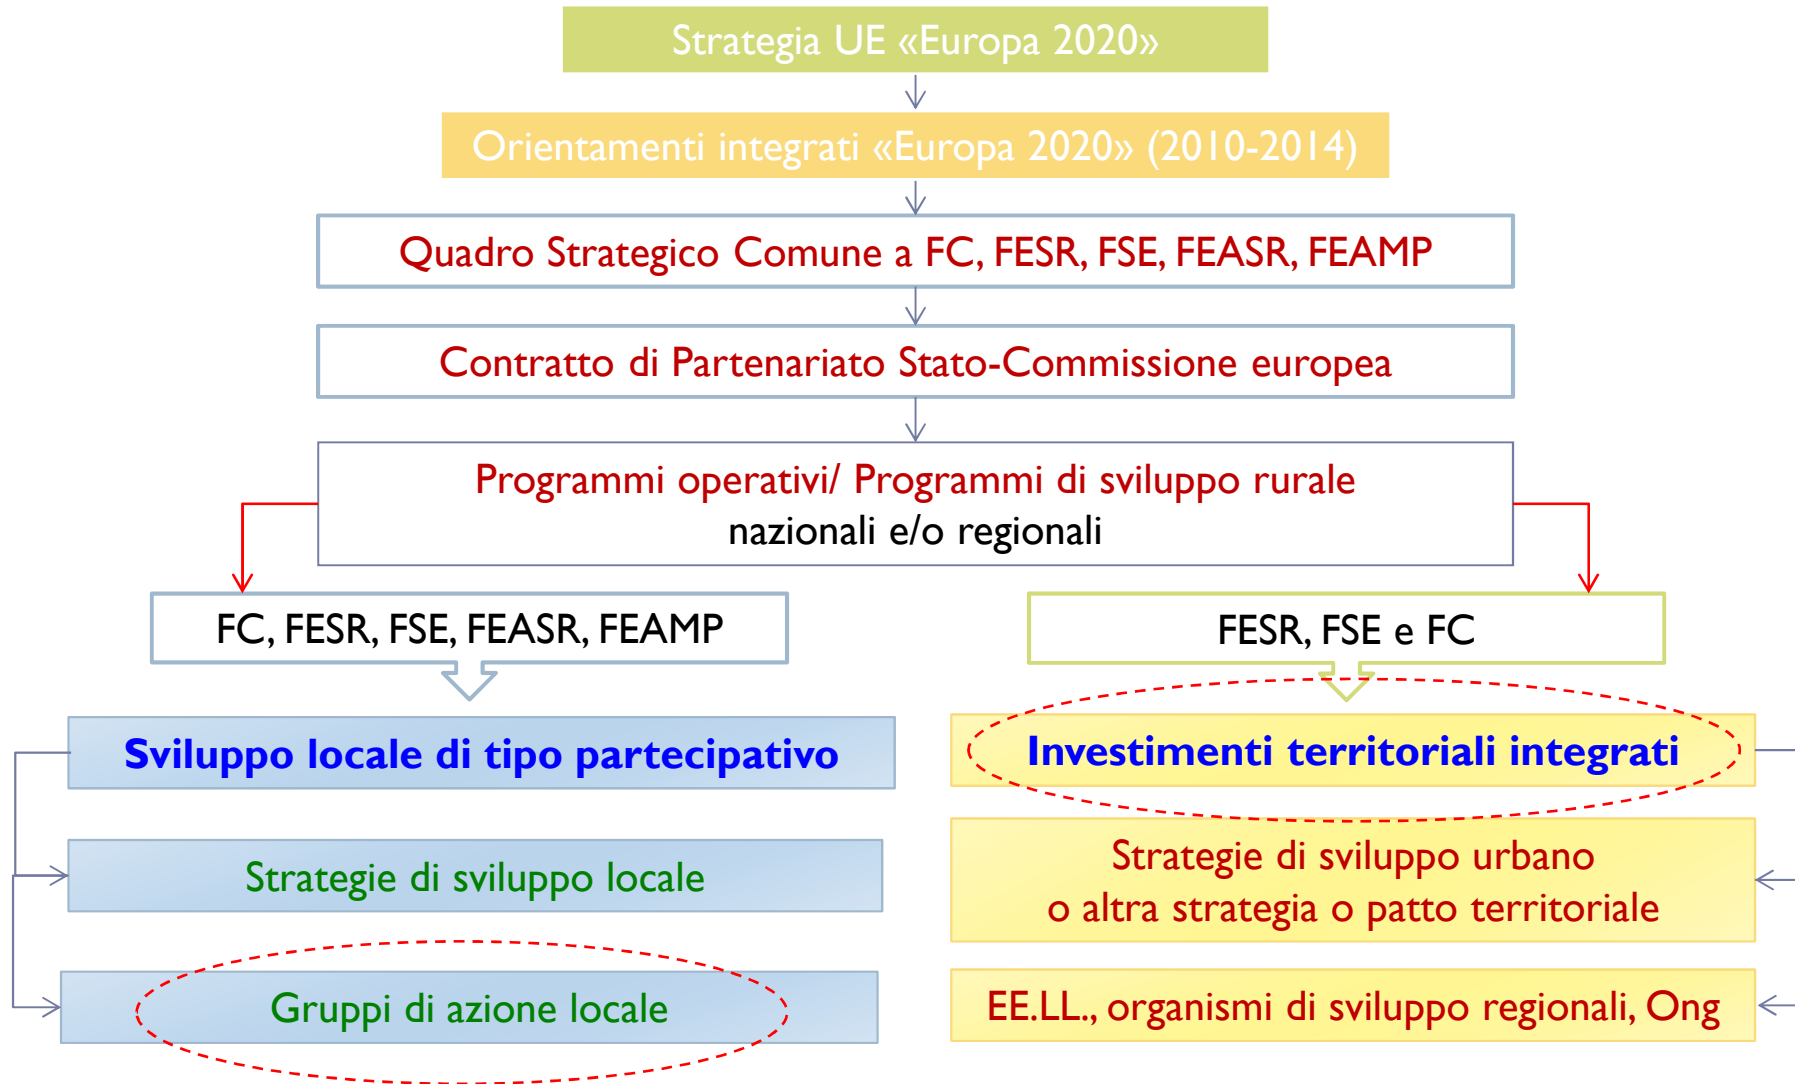 Strategia UE «Europa 2020»
Orientamenti integrati «Europa 2020» (2010-2014)
Quadro Strategico Comune a FC, FESR, FSE, FEASR, FEAMP
Contratto di Partenariato Stato-Commissione europea
Programmi operativi/ Programmi di sviluppo rurale
nazionali e/o regionali
FC, FESR, FSE, FEASR, FEAMP
FESR, FSE e FC
Sviluppo locale di tipo partecipativo
Investimenti territoriali integrati
Strategie di sviluppo locale
Strategie di sviluppo urbano
o altra strategia o patto territoriale
Gruppi di azione locale
EE.LL., organismi di sviluppo regionali, Ong